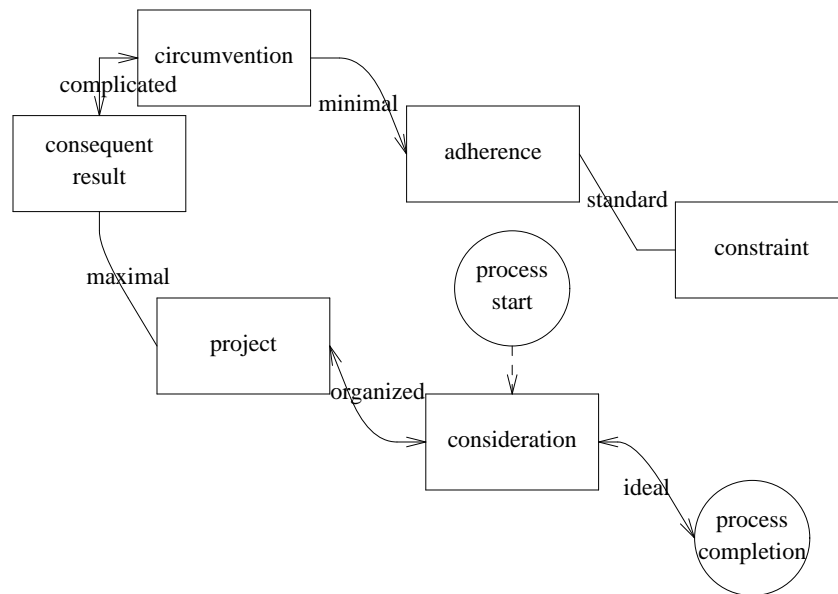 circumvention
complicated
minimal
consequent
result
adherence
standard
constraint
process
start
maximal
project
organized
consideration
ideal
process
completion